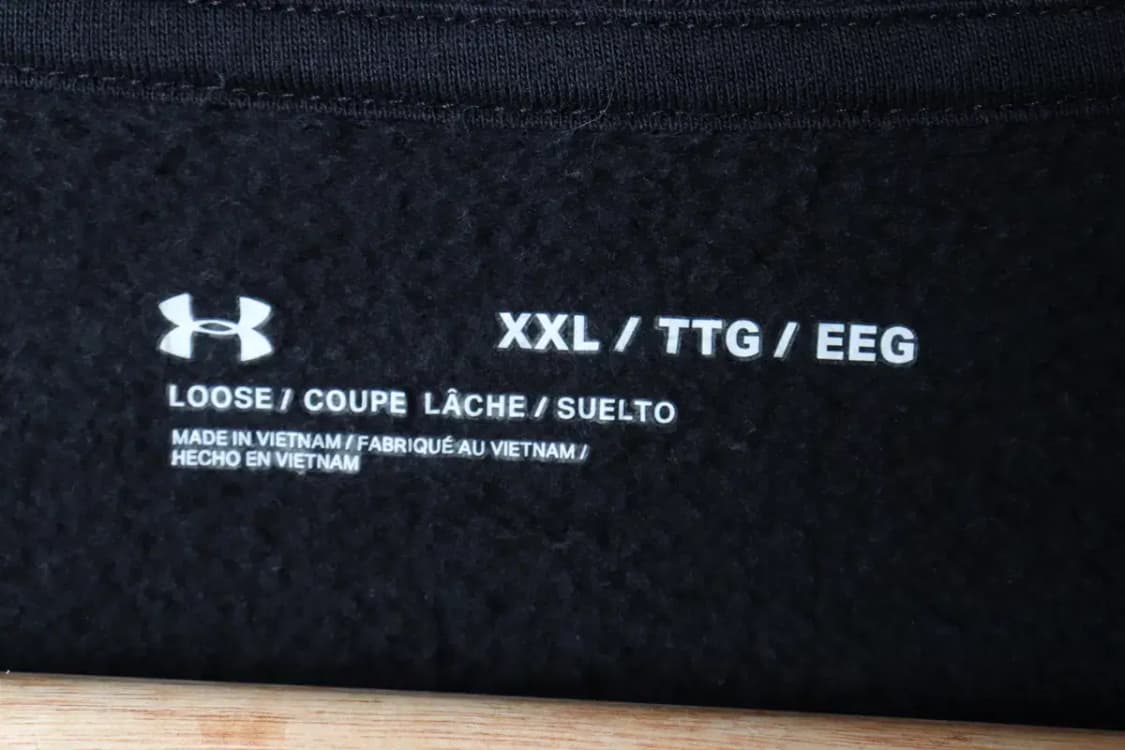 XXL / TTG / EEG
LOOSE / COUPE LÂCHE / SUELTO
MADE IN VIETNAM / FABRIQUÉ AU VIETNAM /
HECHO EN VIETNAM